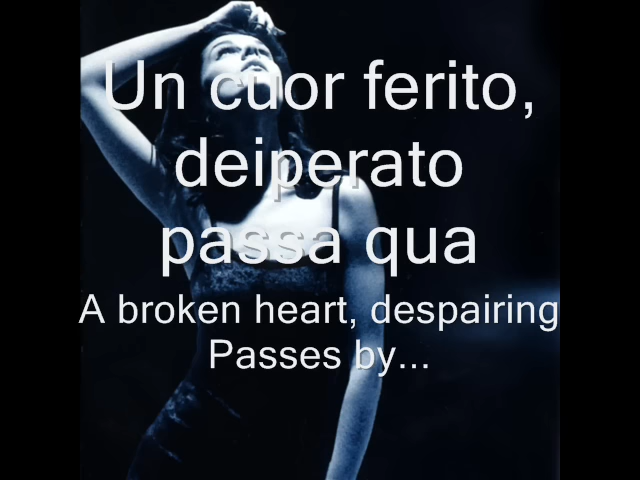 Un cuor ferito,
deiperato
passa qua
A broken heart, despairing
Passes by...